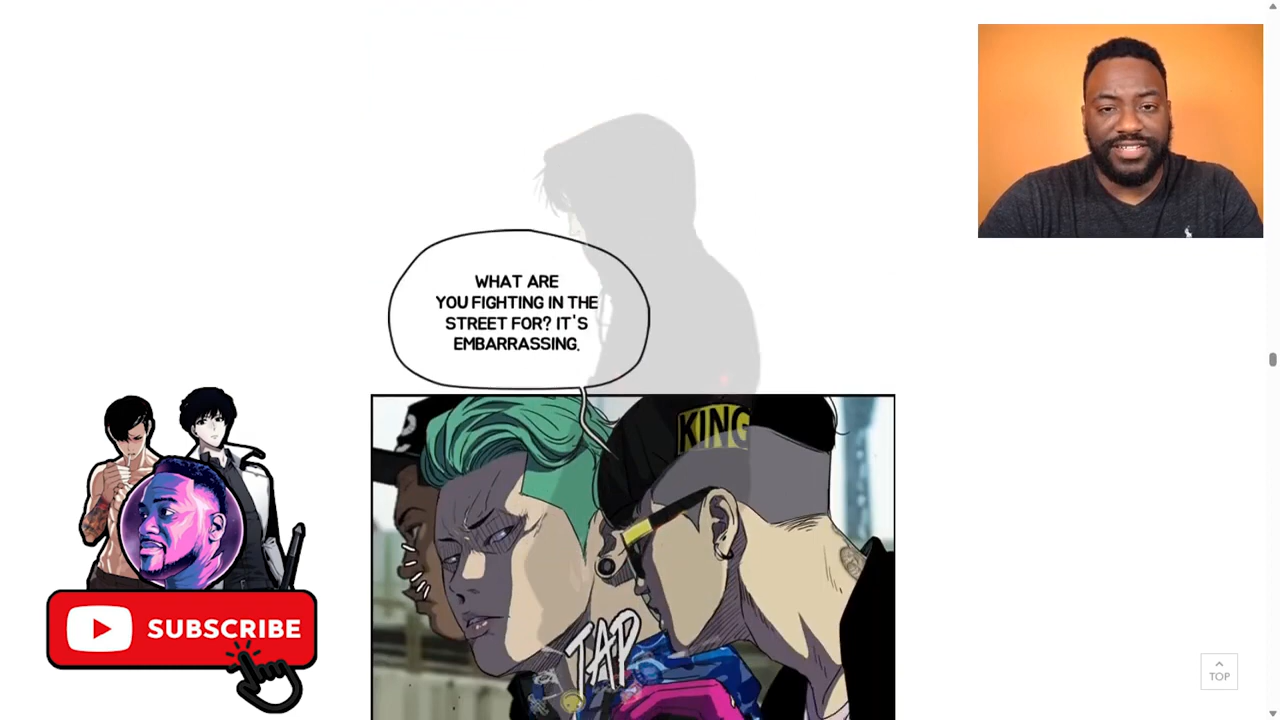 WHAT ARE
YOU FIGHTING IN THE
STREET FOR? IT'S
EMBARRASSING.
KING
TAP
SUBSCRIBE
TOP